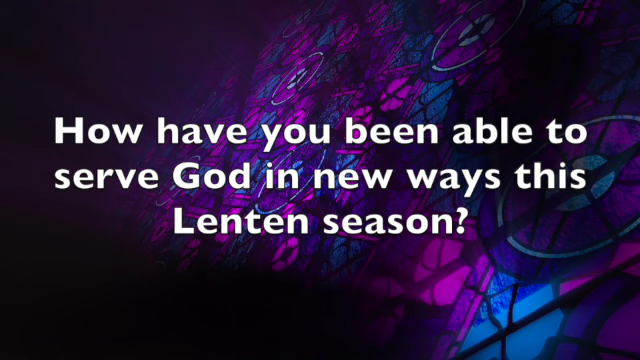 How have you been able to
serve God in new ways this
Lenten season?